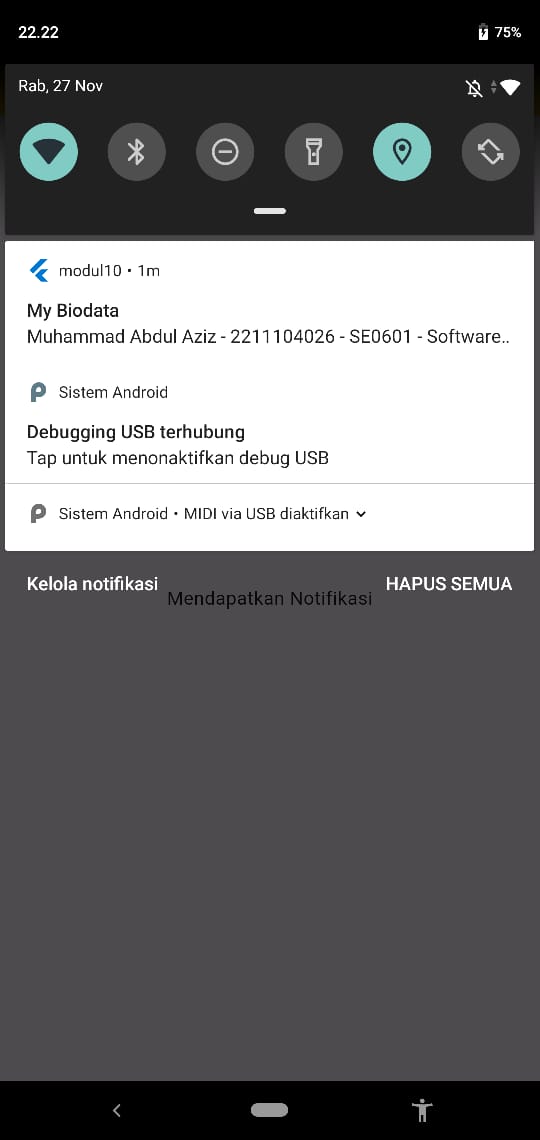 22.22
75%
Rab, 27 Nov
modul10 • 1m
My Biodata
Muhammad Abdul Aziz - 2211104026 - SE0601 - Software..
Sistem Android
Debugging USB terhubung
Tap untuk menonaktifkan debug USB
Sistem Android • MIDI via USB diaktifkan
Kelola notifikasi
HAPUS SEMUA
Mendapatkan Notifikasi